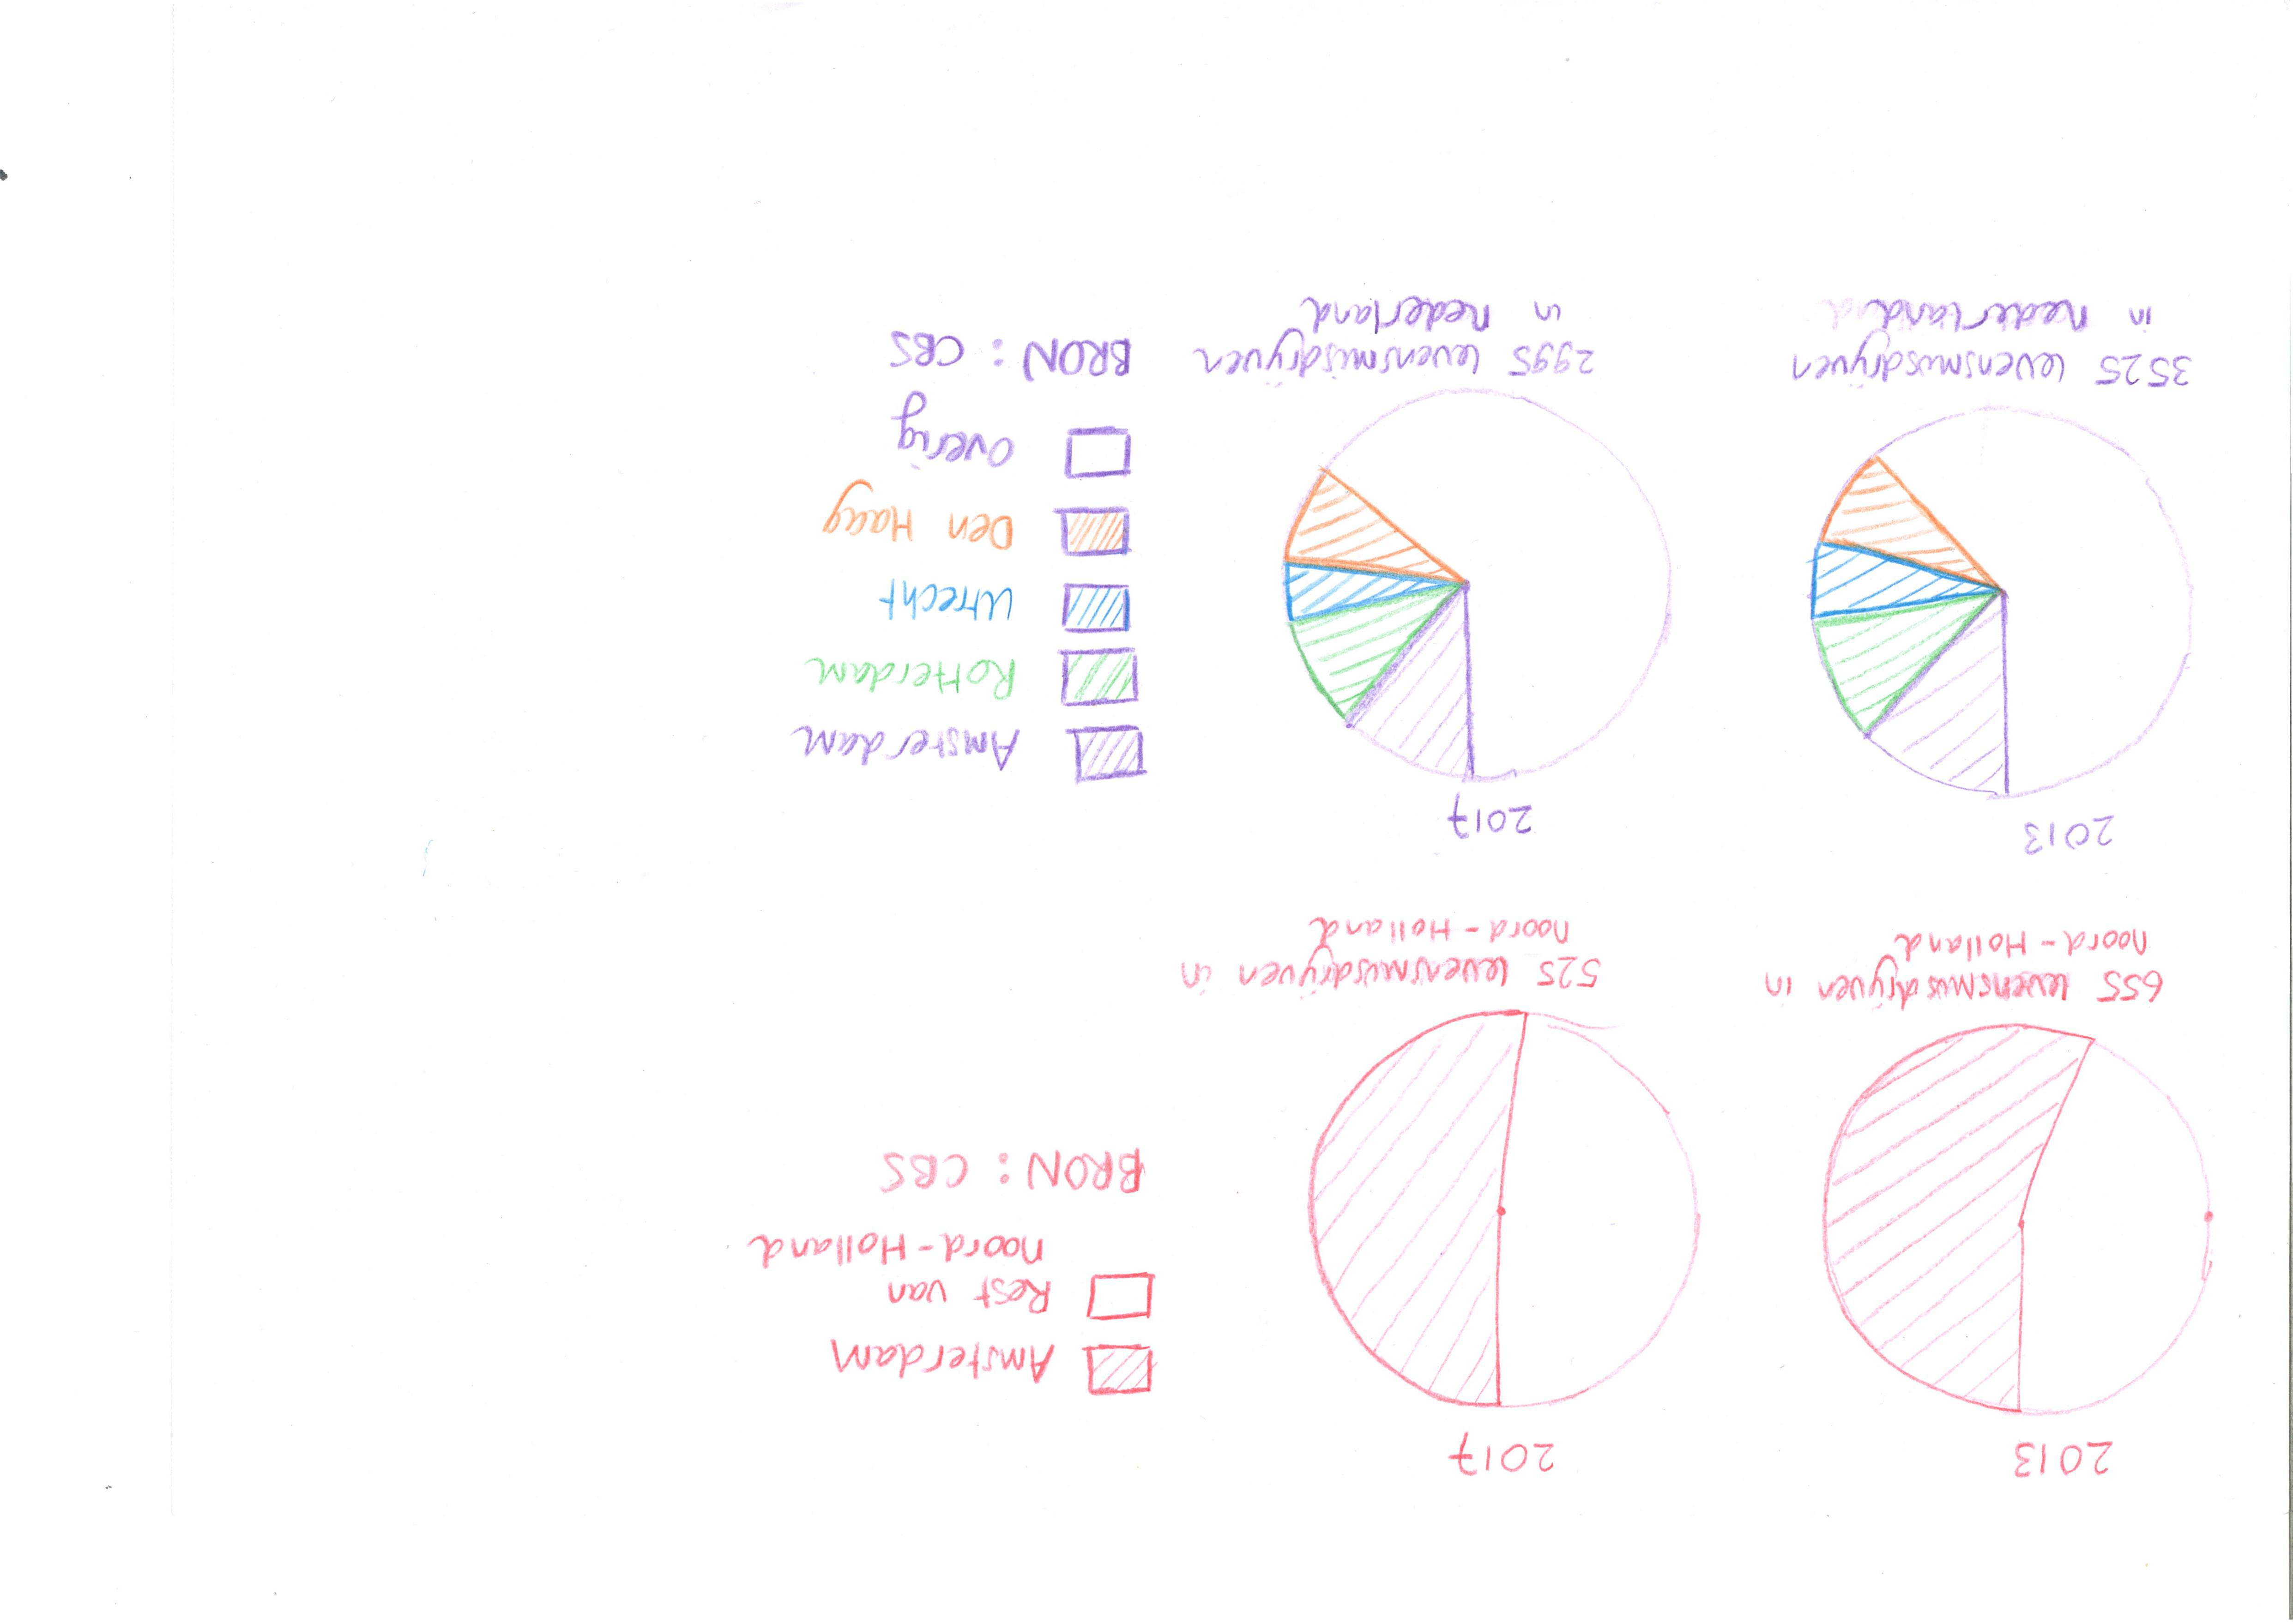 2013
2017
Amsterdam
Rest van
Noord-Holland
BRON: CBS
655 levensmisdrijven in
Noord-Holland
525 levensmisdrijven in
Noord-Holland
2013
2017
Amsterdam
Rotterdam
Utrecht
Den Haag
Overig
BRON: CBS
3525 levensmisdrijven
in nederland
2995 levensmisdrijven
in nederland